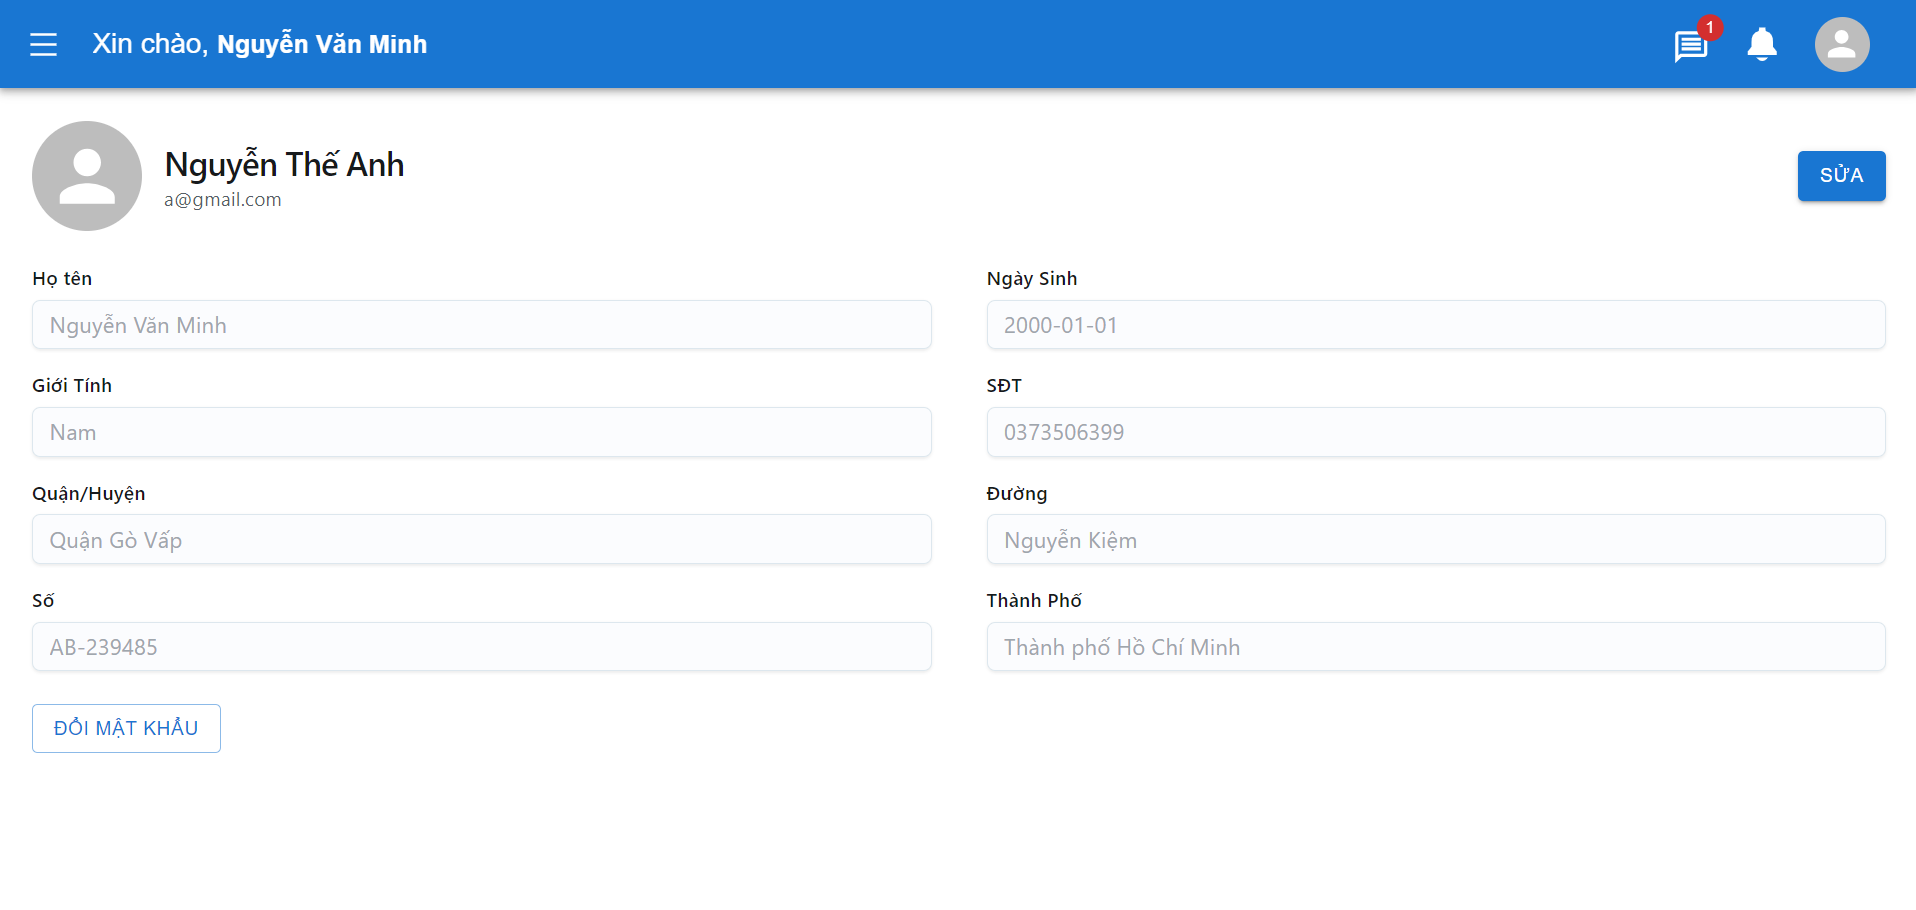 Xin chào, Nguyễn Văn Minh
1
Nguyễn Thế Anh
a@gmail.com
SỬA
Họ tên
Nguyễn Văn Minh
Ngày Sinh
2000-01-01
Giới Tính
Nam
SĐT
0373506399
Quận/Huyện
Quận Gò Vấp
Đường
Nguyễn Kiệm
Số
AB-239485
Thành Phố
Thành phố Hồ Chí Minh
ĐỔI MẬT KHẨU